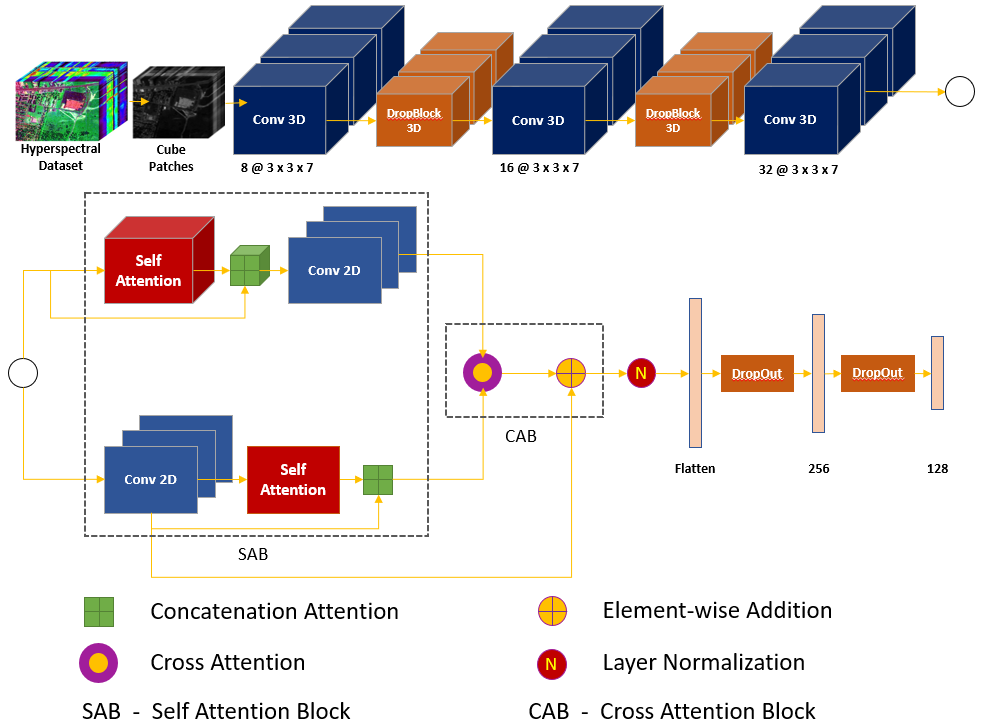 Hyperspectral
Dataset
Cube
Patches
Conv 3D
8 @ 3 x 3 x 7
DropBlock
3D
Conv 3D
16 @ 3 x 3 x 7
DropBlock
3D
Conv 3D
32 @ 3 x 3 x 7
Self
Attention
Conv 2D
Conv 2D
Self
Attention
SAB
CAB
N
Flatten
DropOut
256
DropOut
128
Concatenation Attention
Element-wise Addition
Cross Attention
N
Layer Normalization
SAB - Self Attention Block
CAB - Cross Attention Block